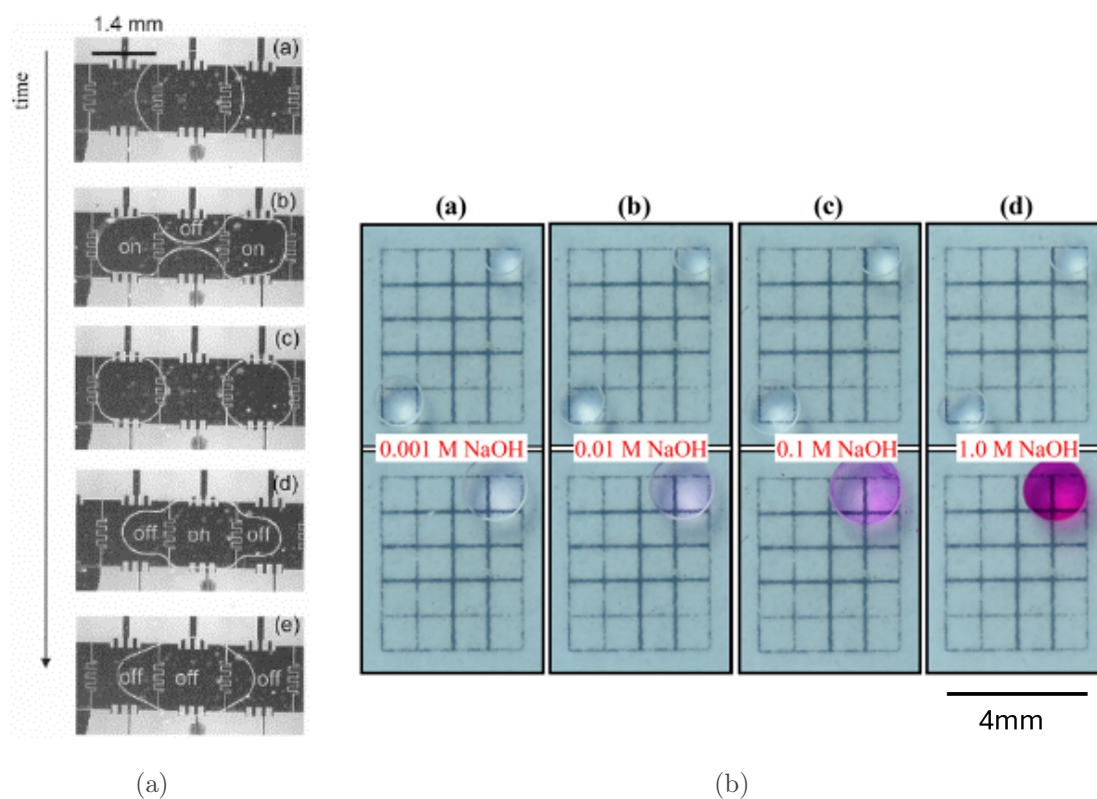 1.4 mm
time
(a)
(b)
on
off
on
(c)
(d)
off
on
off
(e)
off
off
off
(a)
(b)
(c)
(d)
0.001 M NaOH
0.01 M NaOH
0.1 M NaOH
1.0 M NaOH
4mm
(a)
(b)